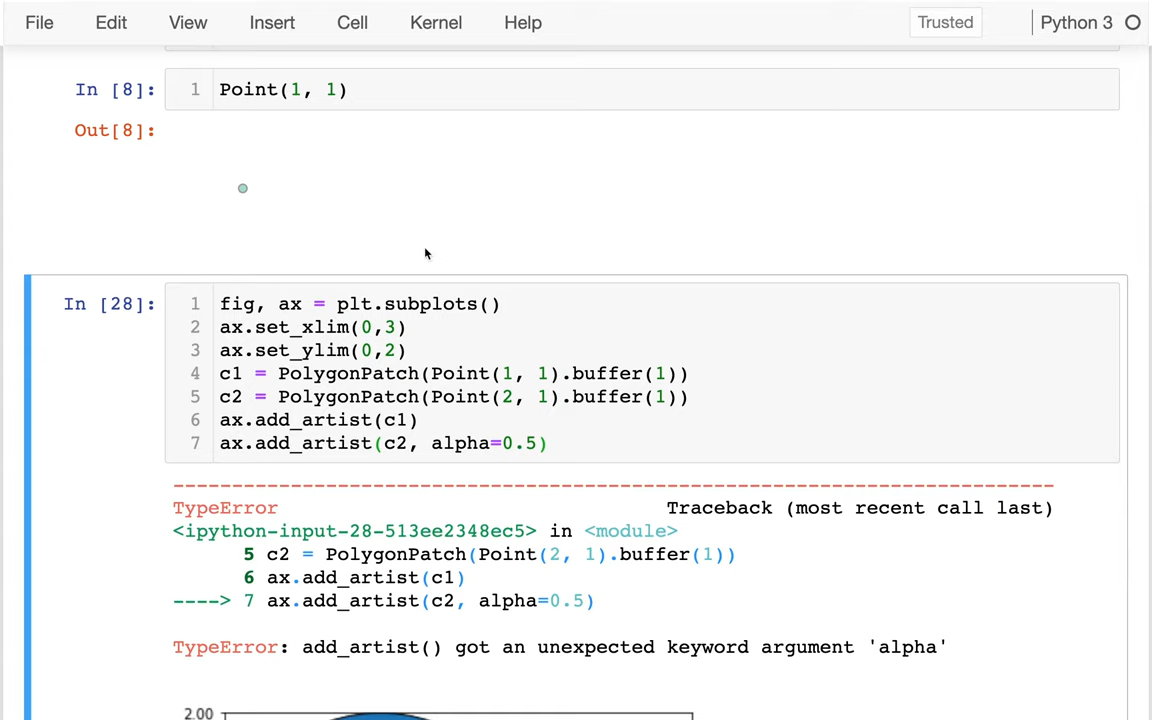 File Edit View Insert Cell Kernel Help Trusted Python 3
In [8]: 1 Point(1, 1)
Out[8]:
In [28]: 1 fig, ax = plt.subplots()
2 ax.set_xlim(0,3)
3 ax.set_ylim(0,2)
4 c1 = PolygonPatch(Point(1, 1).buffer(1))
5 c2 = PolygonPatch(Point(2, 1).buffer(1))
6 ax.add_artist(c1)
7 ax.add_artist(c2, alpha=0.5)
---------------------------------------------------------------------------
TypeError Traceback (most recent call last)
<ipython-input-28-513ee2348ec5> in <module>
5 c2 = PolygonPatch(Point(2, 1).buffer(1))
6 ax.add_artist(c1)
----> 7 ax.add_artist(c2, alpha=0.5)
TypeError: add_artist() got an unexpected keyword argument 'alpha'
2.00